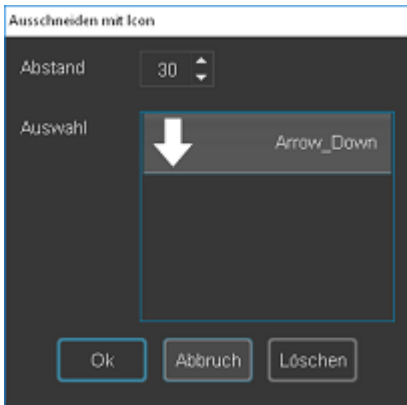 Ausschneiden mit Icon
Abstand 30
Auswahl
Arrow_Down
Ok Abbruch Löschen